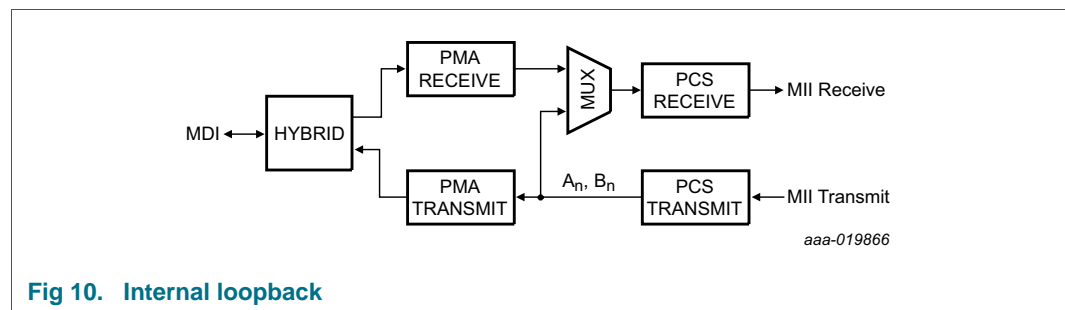 PMA
RECEIVE
MUX
PCS
RECEIVE
MII Receive
MDI
HYBRID
PMA
TRANSMIT
An, Bn
PCS
TRANSMIT
MII Transmit
aaa-019866
Fig 10. Internal loopback